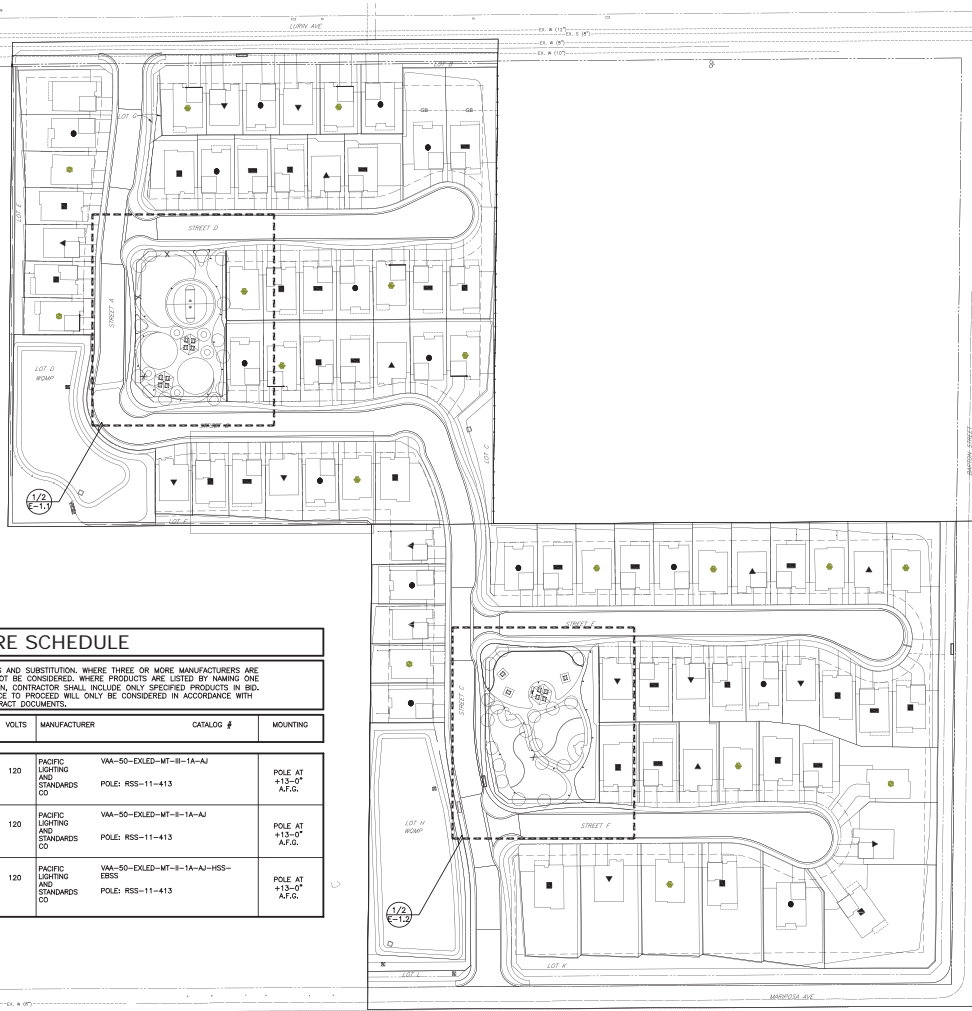 LURIN AVE
EX. W (12")
EX. S (8")
EX. W (8")
EX. W (10")
LOT B
LOT G
GB
GB
LOT E
STREET D
STREET A
LOT D
WQMP
BARTON STREET
LOT C
1/2
E-1.1
LOT F
RE SCHEDULE
S AND SUBSTITUTION. WHERE THREE OR MORE MANUFACTURERS ARE
OT BE CONSIDERED. WHERE PRODUCTS ARE LISTED BY NAMING ONE
N, CONTRACTOR SHALL INCLUDE ONLY SPECIFIED PRODUCTS IN BID.
CE TO PROCEED WILL ONLY BE CONSIDERED IN ACCORDANCE WITH
RACT DOCUMENTS.
VOLTS MANUFACTURER CATALOG # MOUNTING
120
PACIFIC
LIGHTING
AND
STANDARDS
CO
VAA-50-EXLED-MT-III-1A-AJ
POLE: RSS-11-413
POLE AT
+13-0"
A.F.G.
120
PACIFIC
LIGHTING
AND
STANDARDS
CO
VAA-50-EXLED-MT-II-1A-AJ
POLE: RSS-11-413
POLE AT
+13-0"
A.F.G.
120
PACIFIC
LIGHTING
AND
STANDARDS
CO
VAA-50-EXLED-MT-II-1A-AJ-HSS-
EBSS
POLE: RSS-11-413
POLE AT
+13-0"
A.F.G.
STREET C
STREET F
LOT H
WQMP
1/2
E-1.2
LOT L
LOT K
MARIPOSA AVE
EX. W (8")